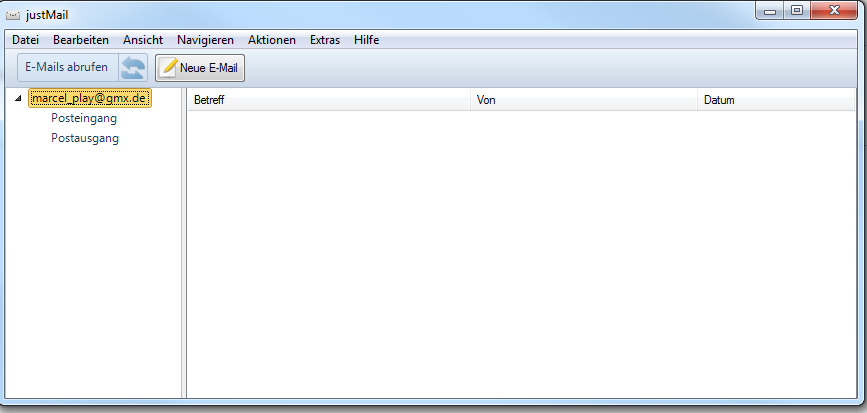 justMail
Datei Bearbeiten Ansicht Navigieren Aktionen Extras Hilfe
E-Mails abrufen Neue E-Mail
marcel_play@gmx.de Betreff Von Datum
Posteingang
Postausgang